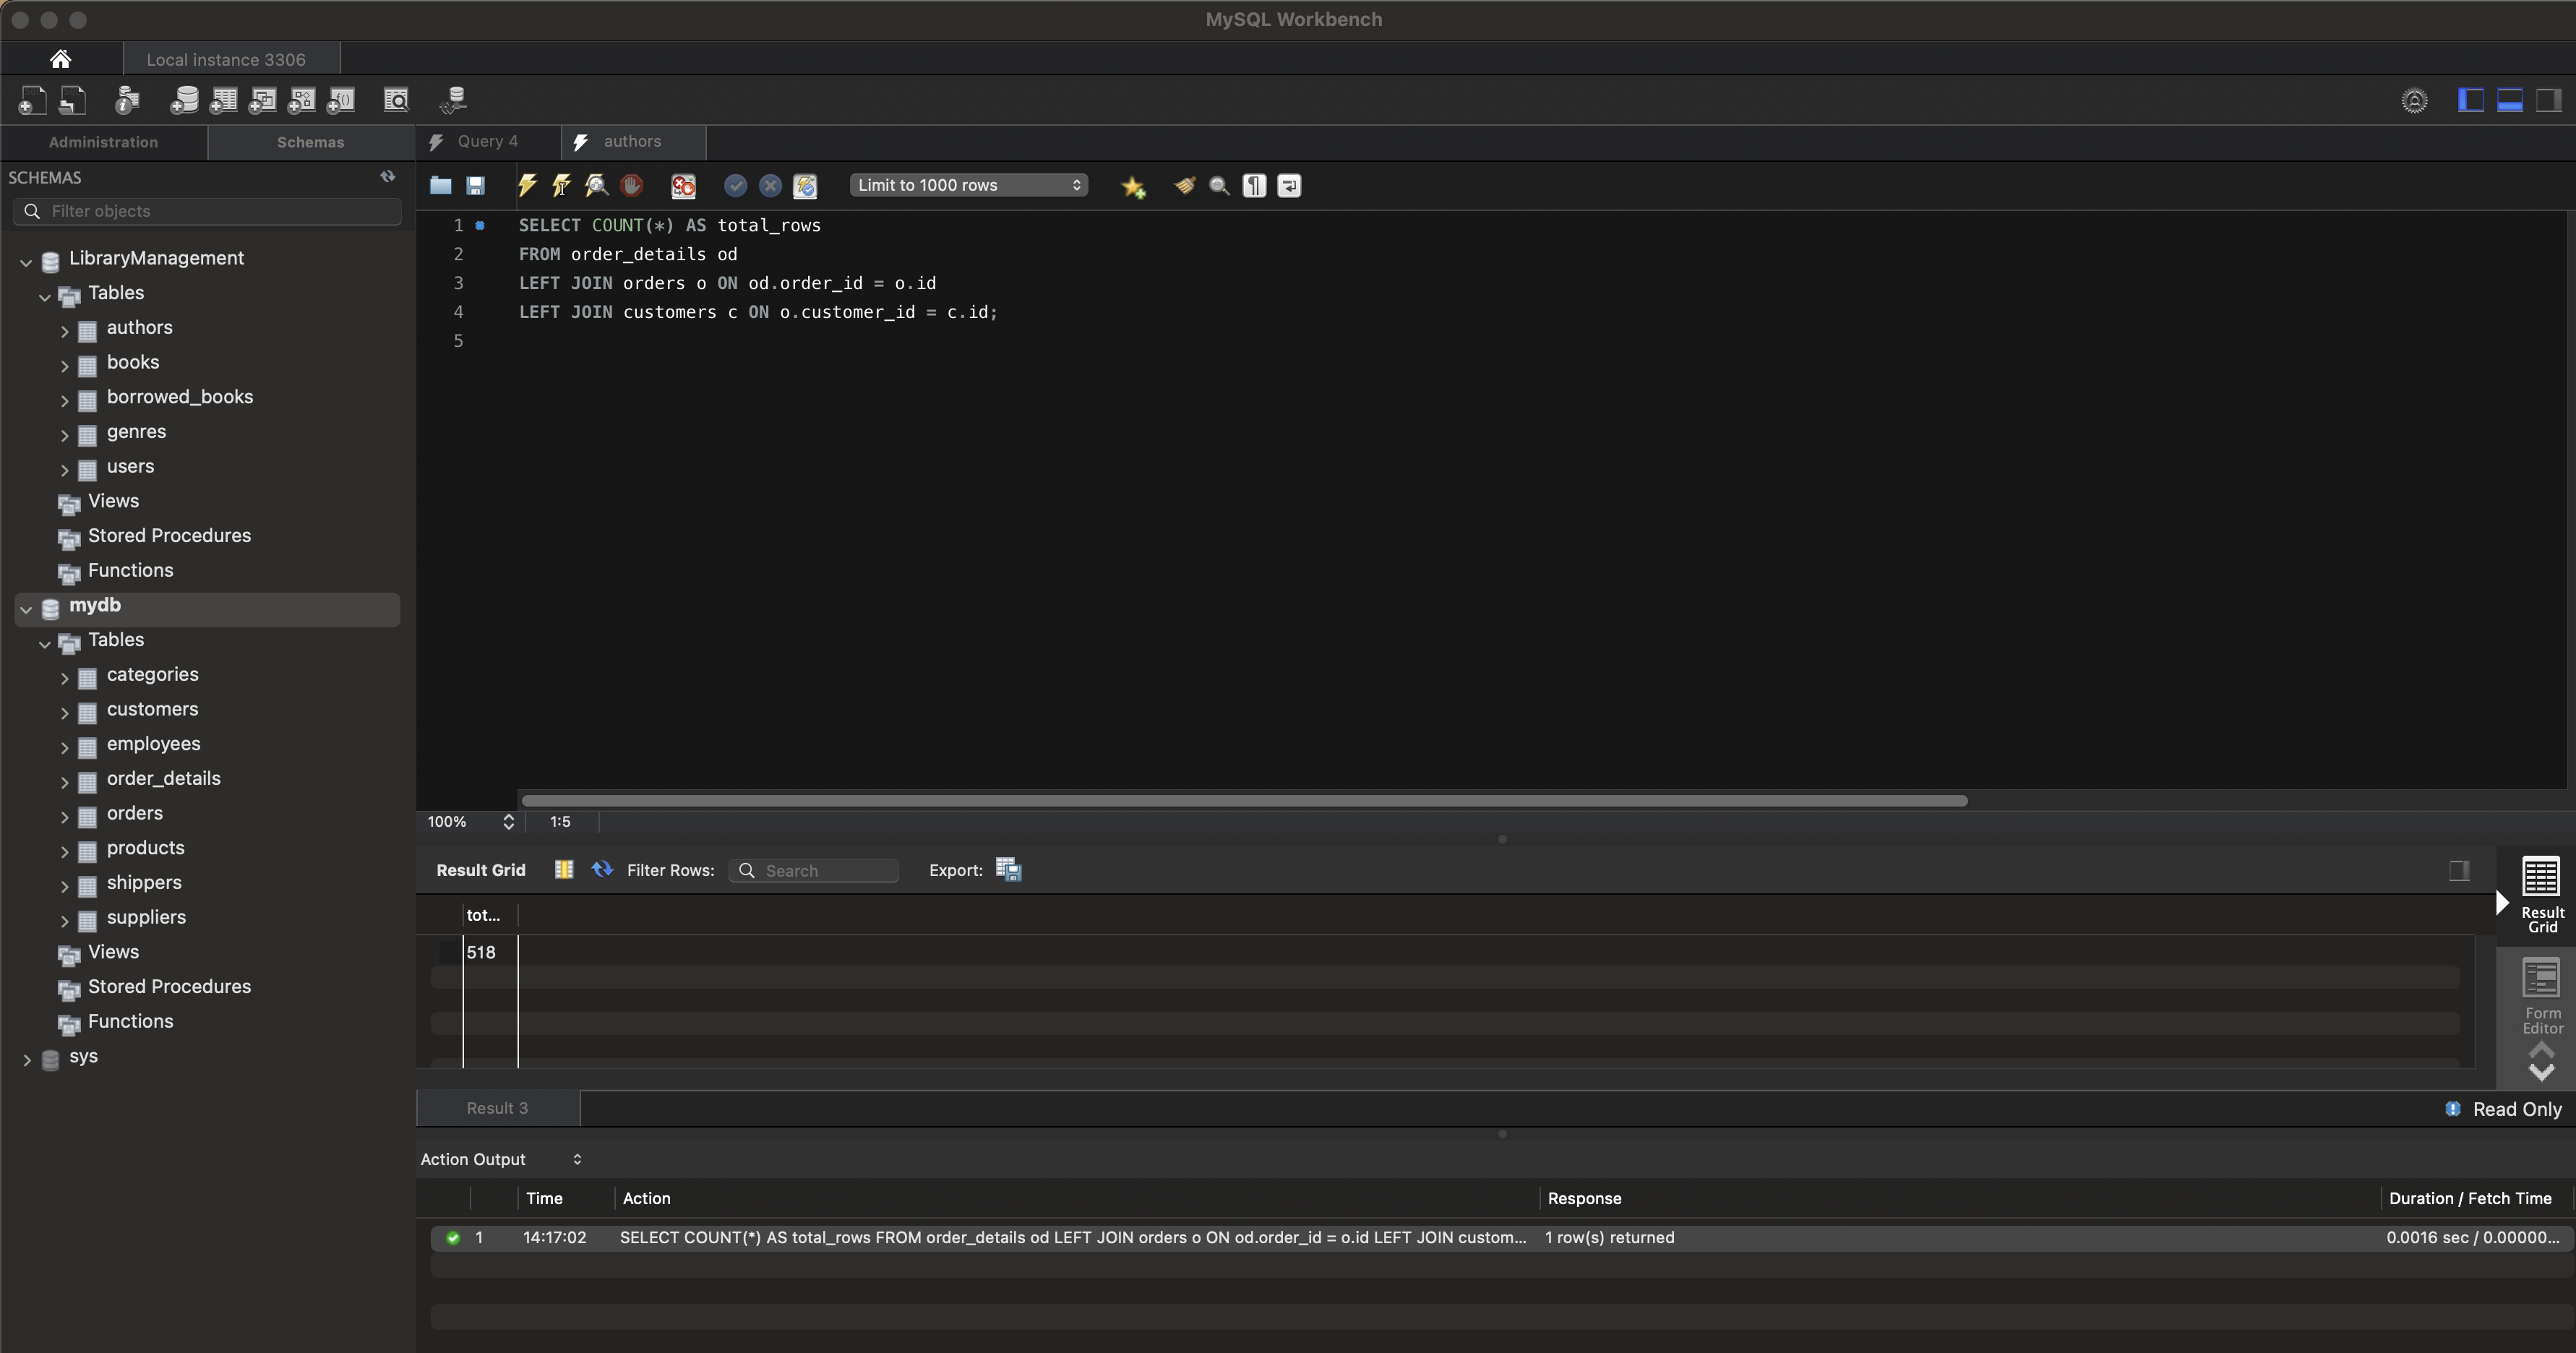 MySQL Workbench
Local instance 3306
Administration
Schemas
Query 4
authors
SCHEMAS
Filter objects
LibraryManagement
Tables
authors
books
borrowed_books
genres
users
Views
Stored Procedures
Functions
mydb
Tables
categories
customers
employees
order_details
orders
products
shippers
suppliers
Views
Stored Procedures
Functions
sys
Limit to 1000 rows
1 SELECT COUNT(*) AS total_rows
2 FROM order_details od
3 LEFT JOIN orders o ON od.order_id = o.id
4 LEFT JOIN customers c ON o.customer_id = c.id;
5
100% 1:5
Result Grid Filter Rows: Search Export:
tot...
518
Result Grid
Form Editor
Result 3
Read Only
Action Output
Time Action Response Duration / Fetch Time
1 14:17:02 SELECT COUNT(*) AS total_rows FROM order_details od LEFT JOIN orders o ON od.order_id = o.id LEFT JOIN custom... 1 row(s) returned 0.0016 sec / 0.00000...